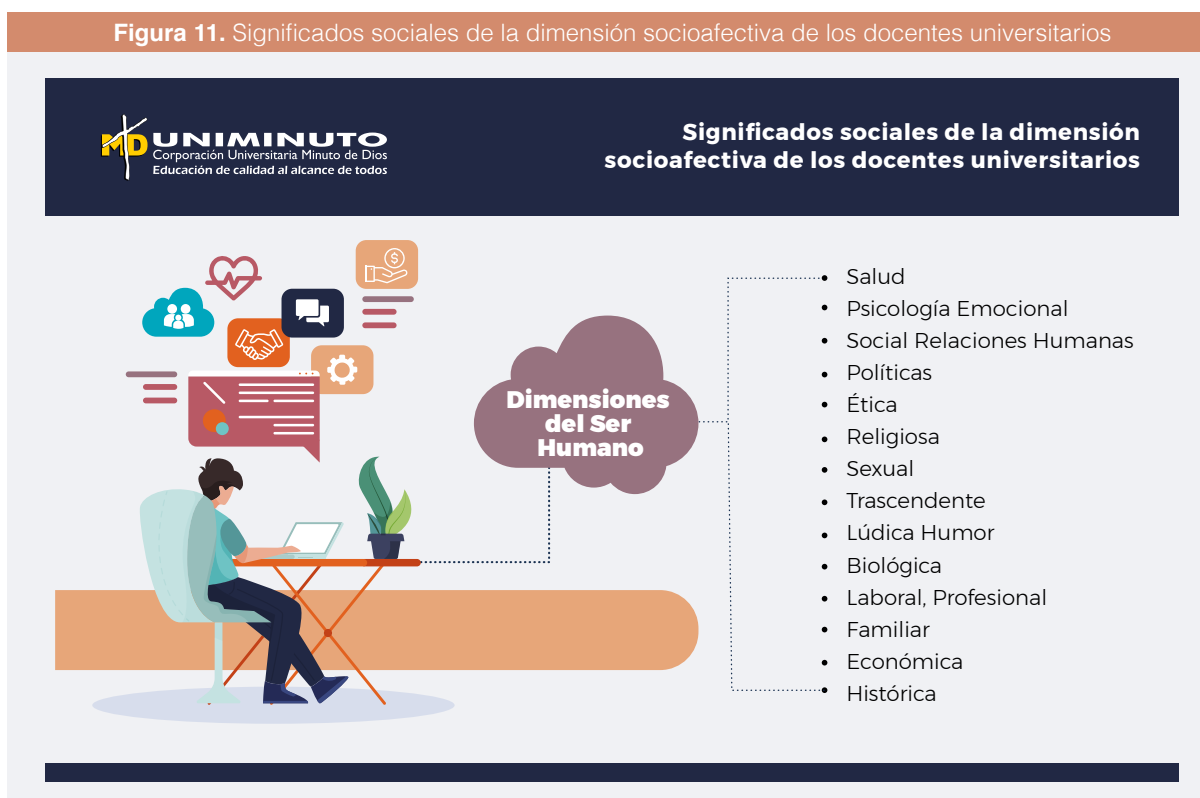 Figura 11. Significados sociales de la dimensión socioafectiva de los docentes universitarios
MD UNIMINUTO
Corporación Universitaria Minuto de Dios
Educación de calidad al alcance de todos
Significados sociales de la dimensión
socioafectiva de los docentes universitarios
$
Dimensiones
del Ser
Humano
• Salud
• Psicología Emocional
• Social Relaciones Humanas
• Políticas
• Ética
• Religiosa
• Sexual
• Trascendente
• Lúdica Humor
• Biológica
• Laboral, Profesional
• Familiar
• Económica
• Histórica